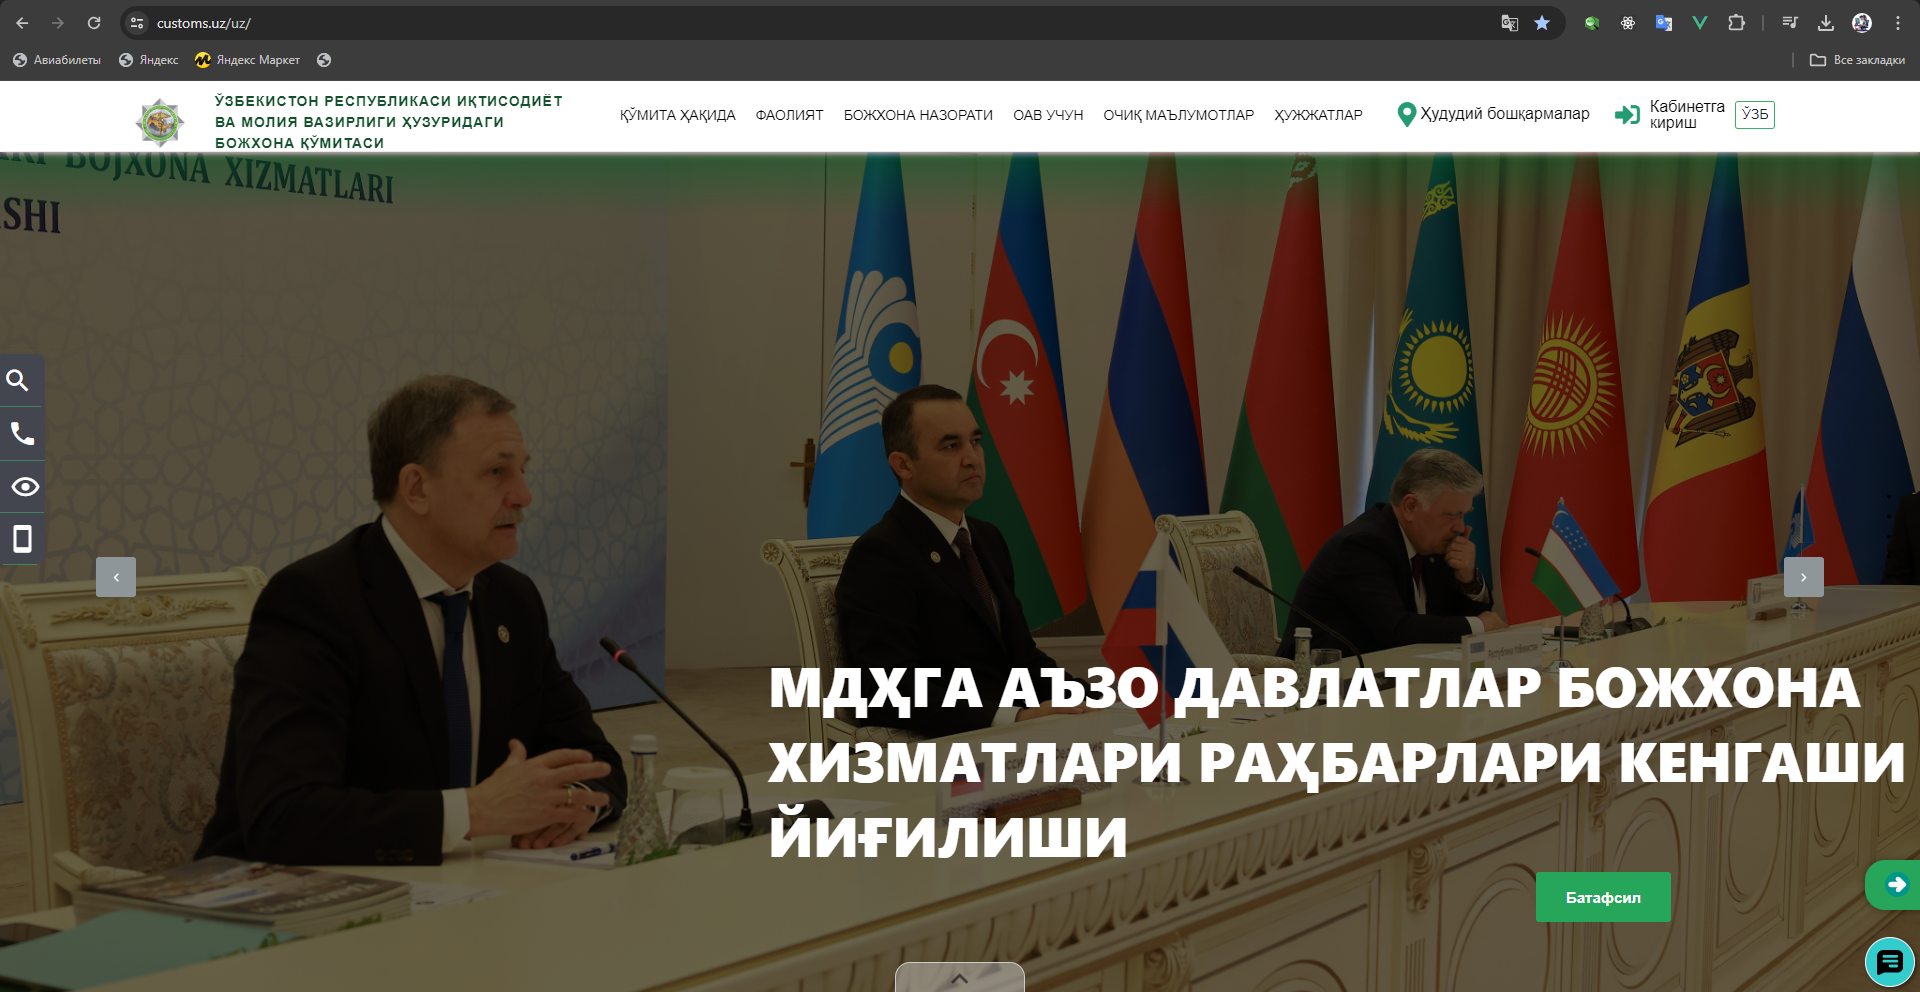 customs.uz/uz/
Авиабилеты
Яндекс
Яндекс Маркет
Все закладки
ЎЗБЕКИСТОН РЕСПУБЛИКАСИ ИҚТИСОДИЁТ
ВА МОЛИЯ ВАЗИРЛИГИ ҲУЗУРИДАГИ
БОЖХОНА ҚЎМИТАСИ
ҚЎМИТА ҲАҚИДА
ФАОЛИЯТ
БОЖХОНА НАЗОРАТИ
ОАВ УЧУН
ОЧИҚ МАЪЛУМОТЛАР
ҲУЖЖАТЛАР
Ҳудудий бошқармалар
Кабинетга
кириш
ЎЗБ
BOJXONA XIZMATLARI
SHI
МДҲГА АЪЗО ДАВЛАТЛАР БОЖХОНА
ХИЗМАТЛАРИ РАҲБАРЛАРИ КЕНГАШИ
ЙИҒИЛИШИ
Батафсил